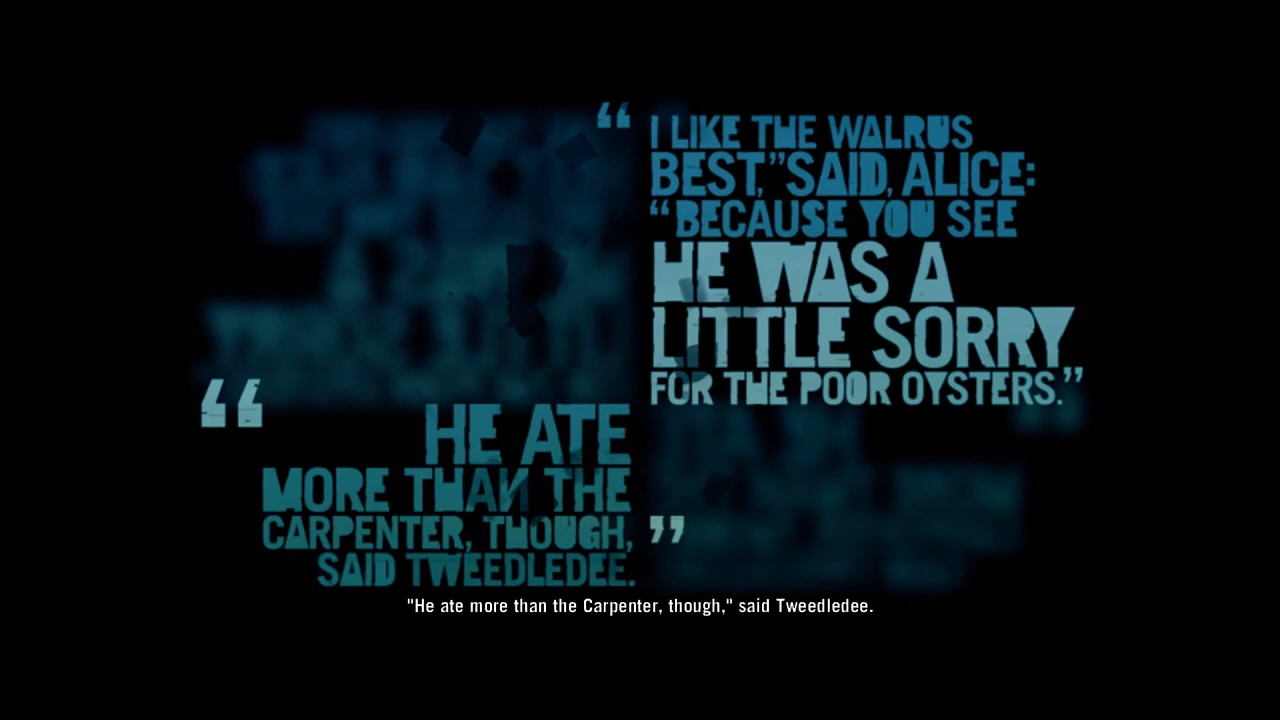 “ I LIKE THE WALRUS
BEST,” SAID, ALICE:
“ BECAUSE YOU SEE
HE WAS A
LITTLE SORRY
FOR THE POOR OYSTERS.”
“ HE ATE
MORE THAN THE
CARPENTER, THOUGH,
SAID TWEEDLEDEE. ”
"He ate more than the Carpenter, though," said Tweedledee.